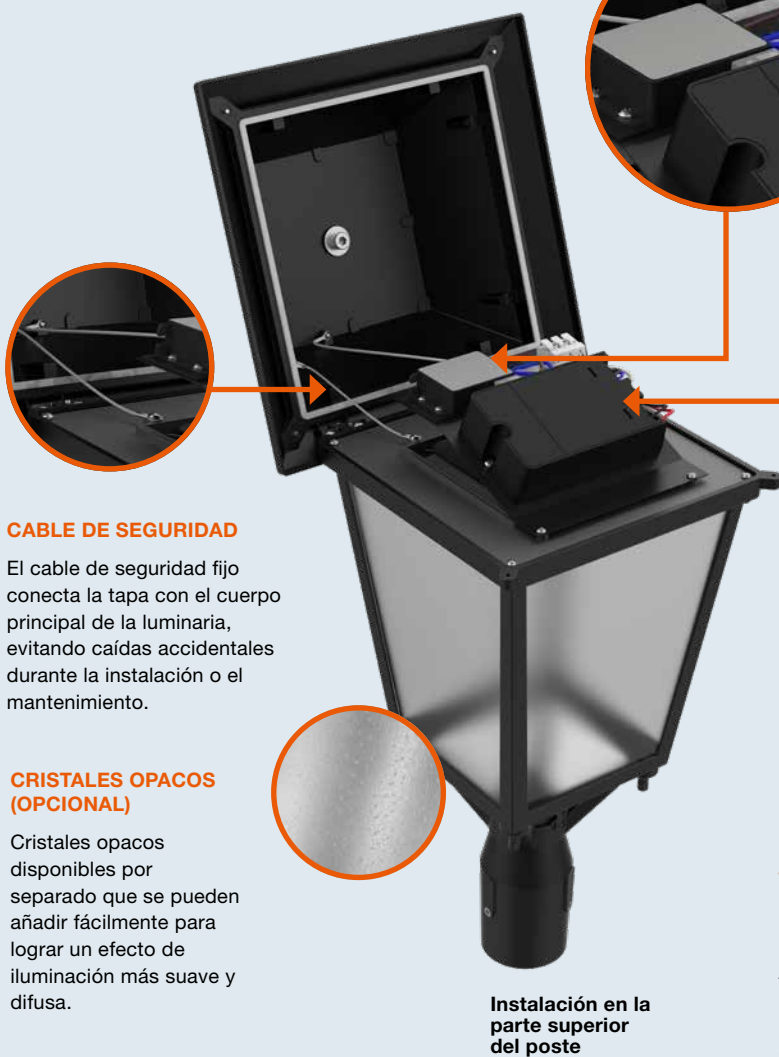 CABLE DE SEGURIDAD
El cable de seguridad fijo
conecta la tapa con el cuerpo
principal de la luminaria,
evitando caídas accidentales
durante la instalación o el
mantenimiento.
CRISTALES OPACOS
(OPCIONAL)
Cristales opacos
disponibles por
separado que se pueden
añadir fácilmente para
lograr un efecto de
iluminación más suave y
difusa.
Instalación en la
parte superior
del poste